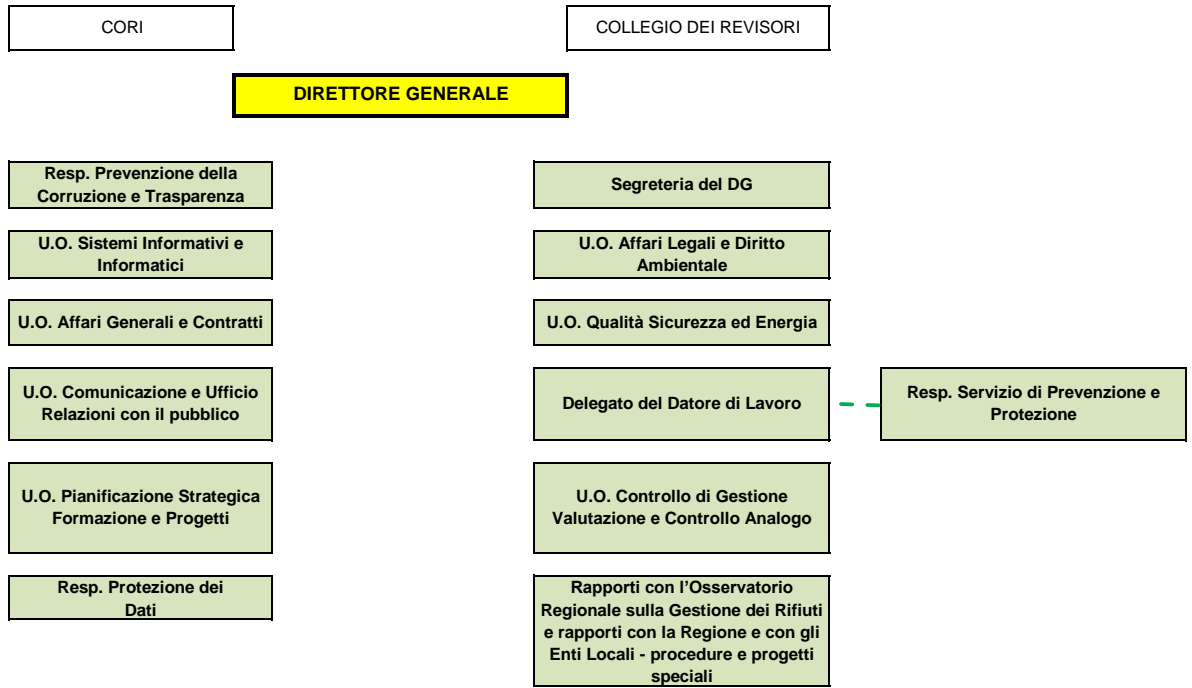 CORI
COLLEGIO DEI REVISORI
DIRETTORE GENERALE
Resp. Prevenzione della
Corruzione e Trasparenza
Segreteria del DG
U.O. Sistemi Informativi e
Informatici
U.O. Affari Legali e Diritto
Ambientale
U.O. Affari Generali e Contratti
U.O. Qualità Sicurezza ed Energia
U.O. Comunicazione e Ufficio
Relazioni con il pubblico
Delegato del Datore di Lavoro
Resp. Servizio di Prevenzione e
Protezione
U.O. Pianificazione Strategica
Formazione e Progetti
U.O. Controllo di Gestione
Valutazione e Controllo Analogo
Resp. Protezione dei
Dati
Rapporti con l’Osservatorio
Regionale sulla Gestione dei Rifiuti
e rapporti con la Regione e con gli
Enti Locali - procedure e progetti
speciali